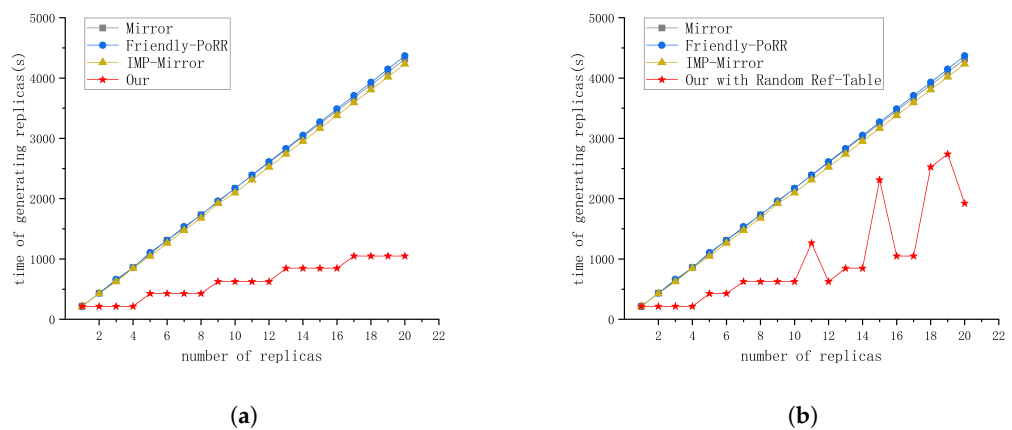 5000
4000
3000
2000
1000
0
time of generating replicas(s)
Mirror
Friendly-PoRR
IMP-Mirror
Our
2 4 6 8 10 12 14 16 18 20 22
number of replicas
(a)
5000
4000
3000
2000
1000
0
time of generating replicas(s)
Mirror
Friendly-PoRR
IMP-Mirror
Our with Random Ref-Table
2 4 6 8 10 12 14 16 18 20 22
number of replicas
(b)